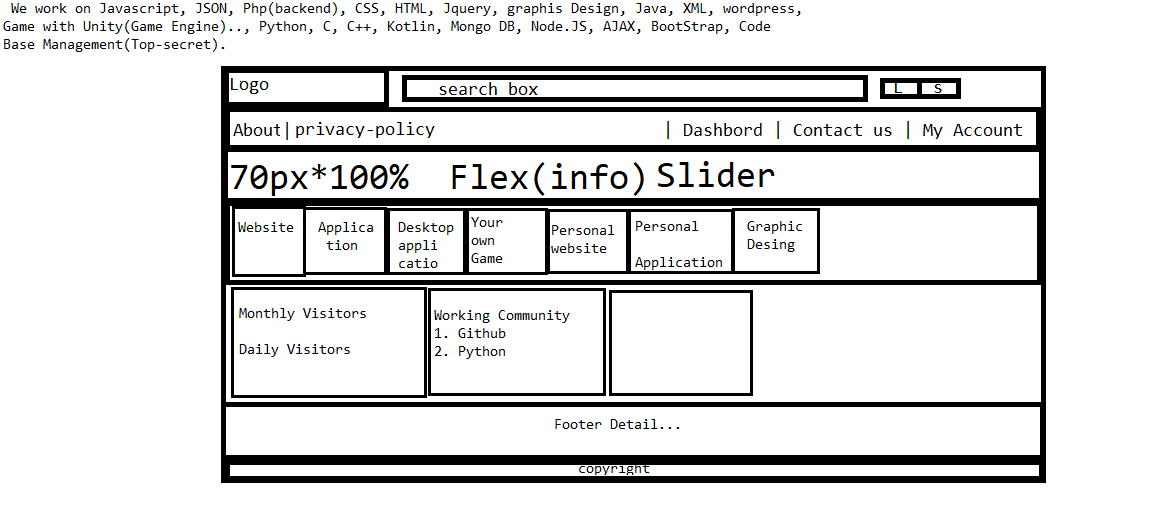 We work on Javascript, JSON, Php(backend), CSS, HTML, Jquery, graphis Design, Java, XML, wordpress,
Game with Unity(Game Engine).., Python, C, C++, Kotlin, Mongo DB, Node.JS, AJAX, BootStrap, Code
Base Management(Top-secret).
Logo
search box
L
s
About| privacy-policy
| Dashbord | Contact us | My Account
70px*100% Flex(info) Slider
Website
Applica
tion
Desktop
appli
catio
Your
own
Game
Personal
website
Personal
Application
Graphic
Desing
Monthly Visitors
Daily Visitors
Working Community
1. Github
2. Python
Footer Detail...
copyright